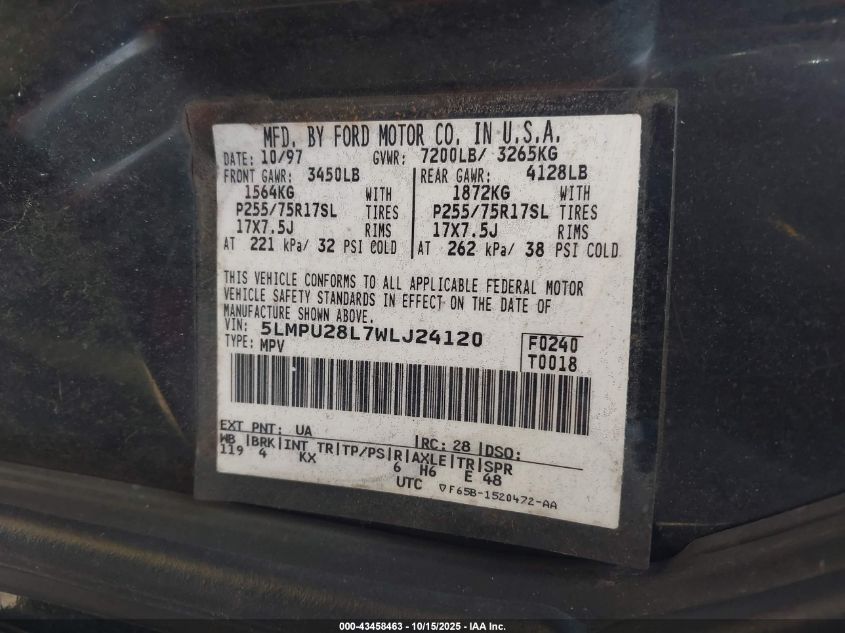 MFD. BY FORD MOTOR CO. IN U.S.A.
DATE: 10/97 GVWR: 7200LB/ 3265KG
FRONT GAWR: 3450LB REAR GAWR: 4128LB
1564KG WITH 1872KG WITH
P255/75R17SL TIRES P255/75R17SL TIRES
17X7.5J RIMS 17X7.5J RIMS
AT 221 kPa/ 32 PSI COLD AT 262 kPa/ 38 PSI COLD
THIS VEHICLE CONFORMS TO ALL APPLICABLE FEDERAL MOTOR
VEHICLE SAFETY STANDARDS IN EFFECT ON THE DATE OF
MANUFACTURE SHOWN ABOVE.
VIN: 5LMPU28L7WLJ24120
TYPE: MPV
F0240
T0018
EXT PNT: UA RC: 28 DSO:
WB BRK INT TR TP/PS R AXLE TR SPR
119 4 KX 6 H6 E 48
UTC ▽F65B-1520472-AA
000-43458463 - 10/15/2025 - IAA Inc.